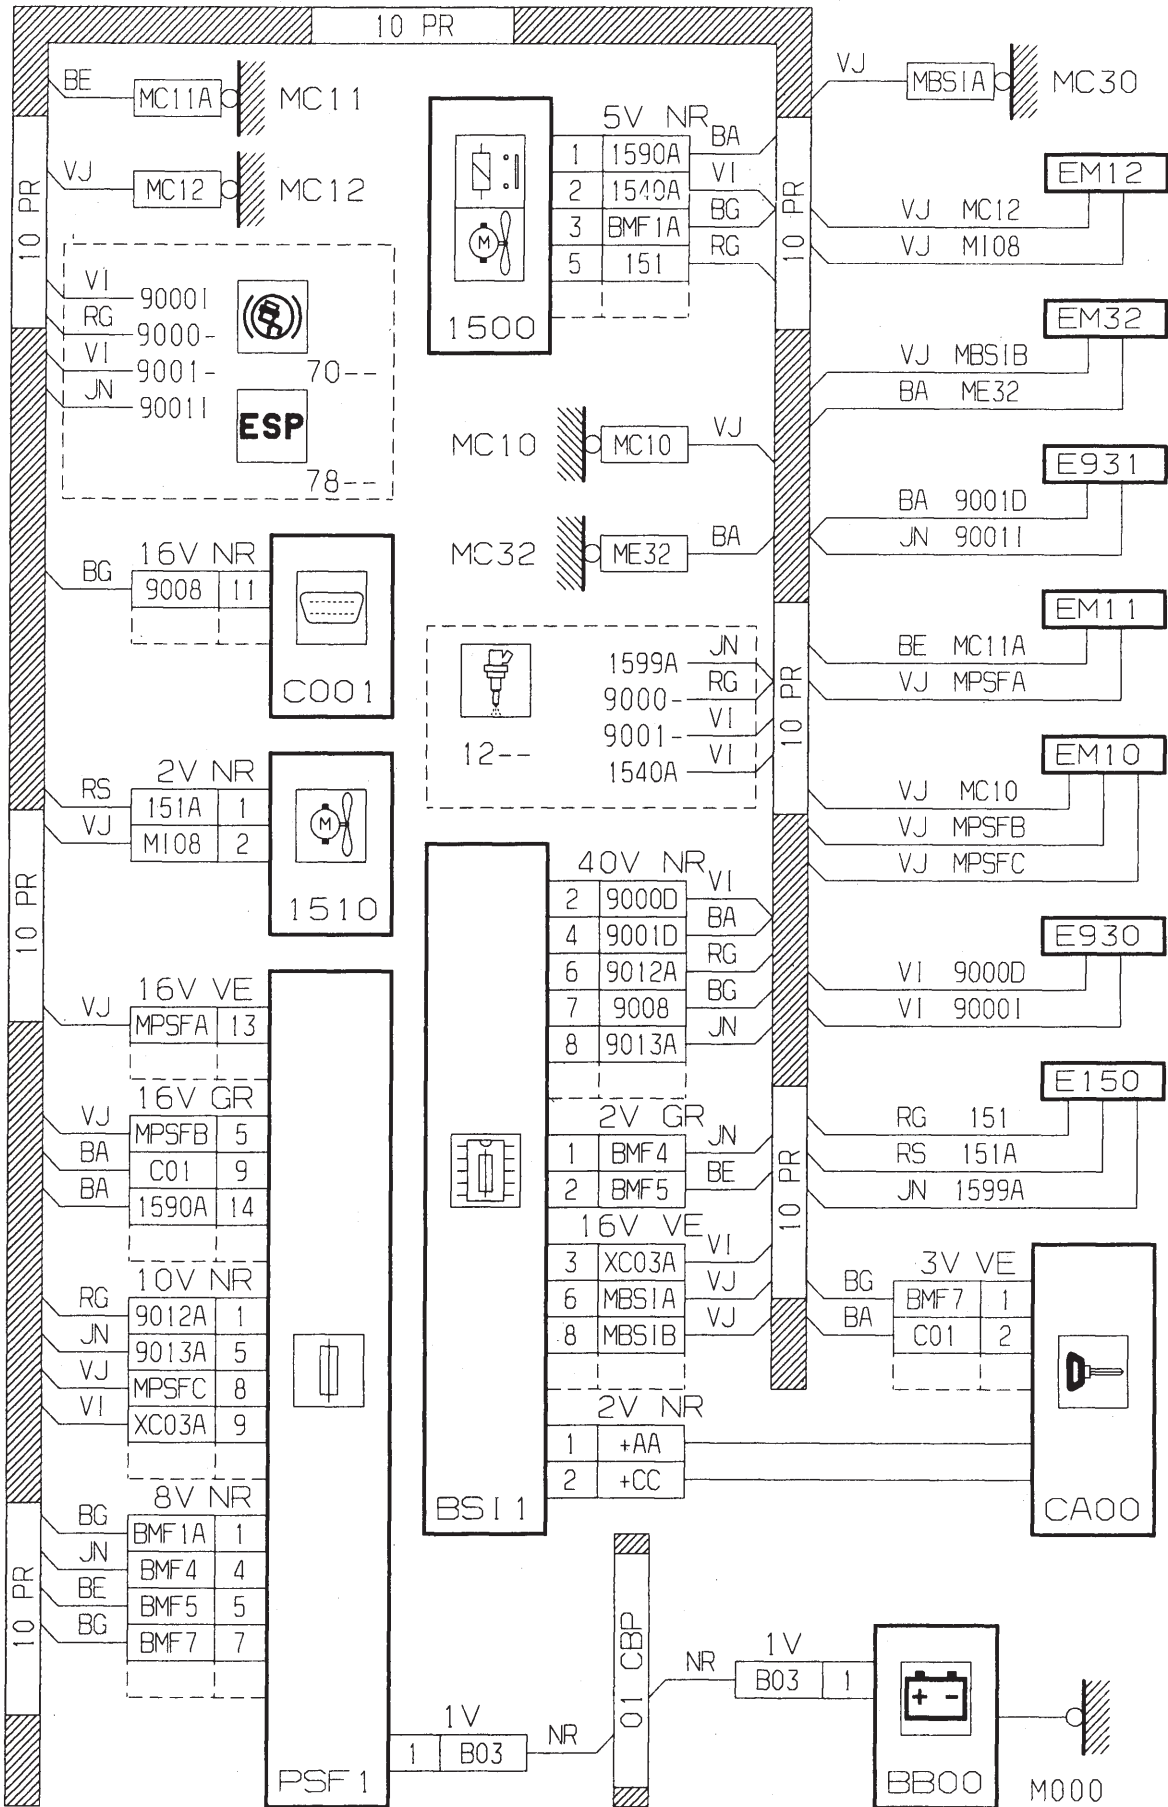 10 PR
BE MC11A MC11
VJ MC12 MC12
10 PR
VI 9000I
RG 9000-
VI 9001-
JN 9001I
70--
ESP
78--
16V NR
BG 9008 11
C001
2V NR
RS 151A 1
VJ MI08 2
M
1510
10 PR
16V VE
VJ MPSFA 13
16V GR
VJ MPSFB 5
BA C01 9
BA 1590A 14
10V NR
RG 9012A 1
JN 9013A 5
VJ MPSFC 8
VI XC03A 9
8V NR
BG BMF1A 1
JN BMF4 4
BE BMF5 5
BG BMF7 7
10 PR
PSF1
1V
1 B03 NR
5V NR
1 1590A BA
2 1540A VI
3 BMF1A BG
5 151 RG
M
1500
10 PR
MC10 MC10 VJ
MC32 ME32 BA
1599A JN
9000- RG
9001- VI
1540A VI
12--
10 PR
40V NR
2 9000D VI
4 9001D BA
6 9012A RG
7 9008 BG
8 9013A JN
2V GR
1 BMF4 JN
2 BMF5 BE
16V VE
3 XC03A VI
6 MBSIA VJ
8 MBSIB VJ
2V NR
1 +AA
2 +CC
BSI1
10 PR
01 CBP
VJ MBSIA MC30
EM12
VJ MC12
VJ MI08
EM32
VJ MBSIB
BA ME32
E931
BA 9001D
JN 9001I
EM11
BE MC11A
VJ MPSFA
EM10
VJ MC10
VJ MPSFB
VJ MPSFC
E930
VI 9000D
VI 9000I
E150
RG 151
RS 151A
JN 1599A
3V VE
BG BMF7 1
BA C01 2
CA00
1V
NR B03 1
+ -
BB00
M000